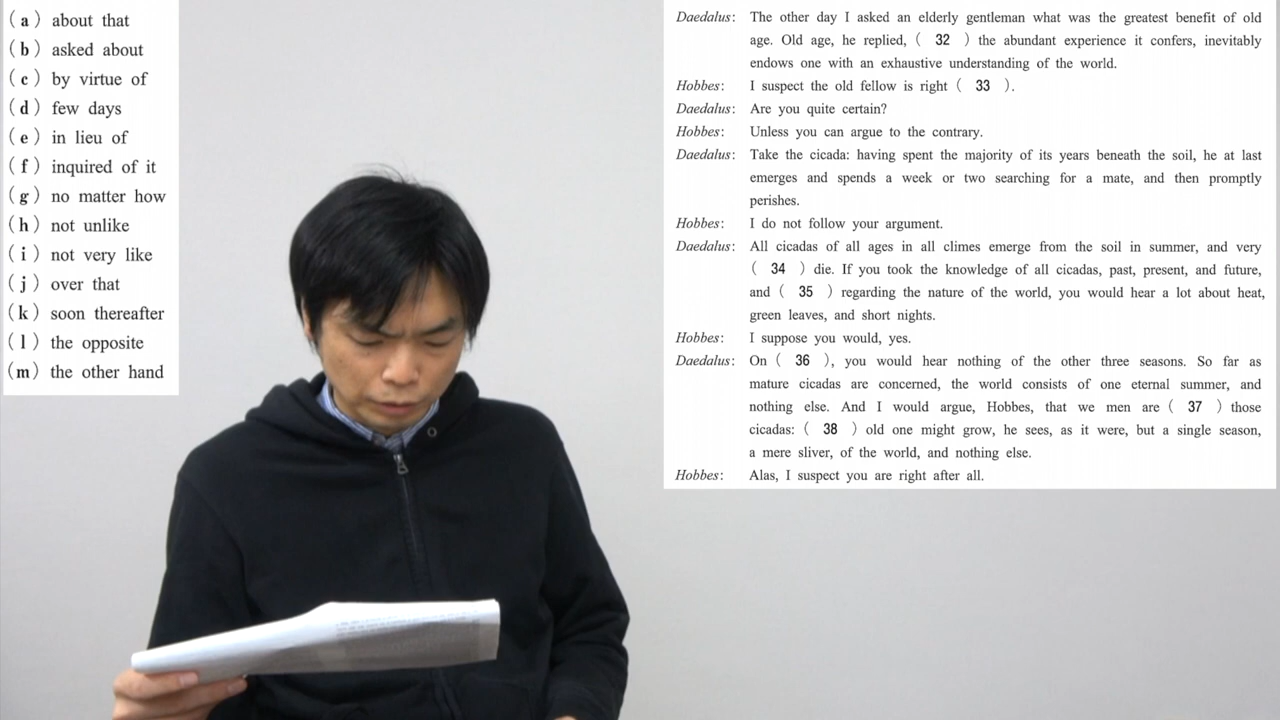 (a) about that
(b) asked about
(c) by virtue of
(d) few days
(e) in lieu of
(f) inquired of it
(g) no matter how
(h) not unlike
(i) not very like
(j) over that
(k) soon thereafter
(l) the opposite
(m) the other hand
Daedalus: The other day I asked an elderly gentleman what was the greatest benefit of old
age. Old age, he replied, ( 32 ) the abundant experience it confers, inevitably
endows one with an exhaustive understanding of the world.
Hobbes: I suspect the old fellow is right ( 33 ).
Daedalus: Are you quite certain?
Hobbes: Unless you can argue to the contrary.
Daedalus: Take the cicada: having spent the majority of its years beneath the soil, he at last
emerges and spends a week or two searching for a mate, and then promptly
perishes.
Hobbes: I do not follow your argument.
Daedalus: All cicadas of all ages in all climes emerge from the soil in summer, and very
( 34 ) die. If you took the knowledge of all cicadas, past, present, and future,
and ( 35 ) regarding the nature of the world, you would hear a lot about heat,
green leaves, and short nights.
Hobbes: I suppose you would, yes.
Daedalus: On ( 36 ), you would hear nothing of the other three seasons. So far as
mature cicadas are concerned, the world consists of one eternal summer, and
nothing else. And I would argue, Hobbes, that we men are ( 37 ) those
cicadas: ( 38 ) old one might grow, he sees, as it were, but a single season,
a mere sliver, of the world, and nothing else.
Hobbes: Alas, I suspect you are right after all.